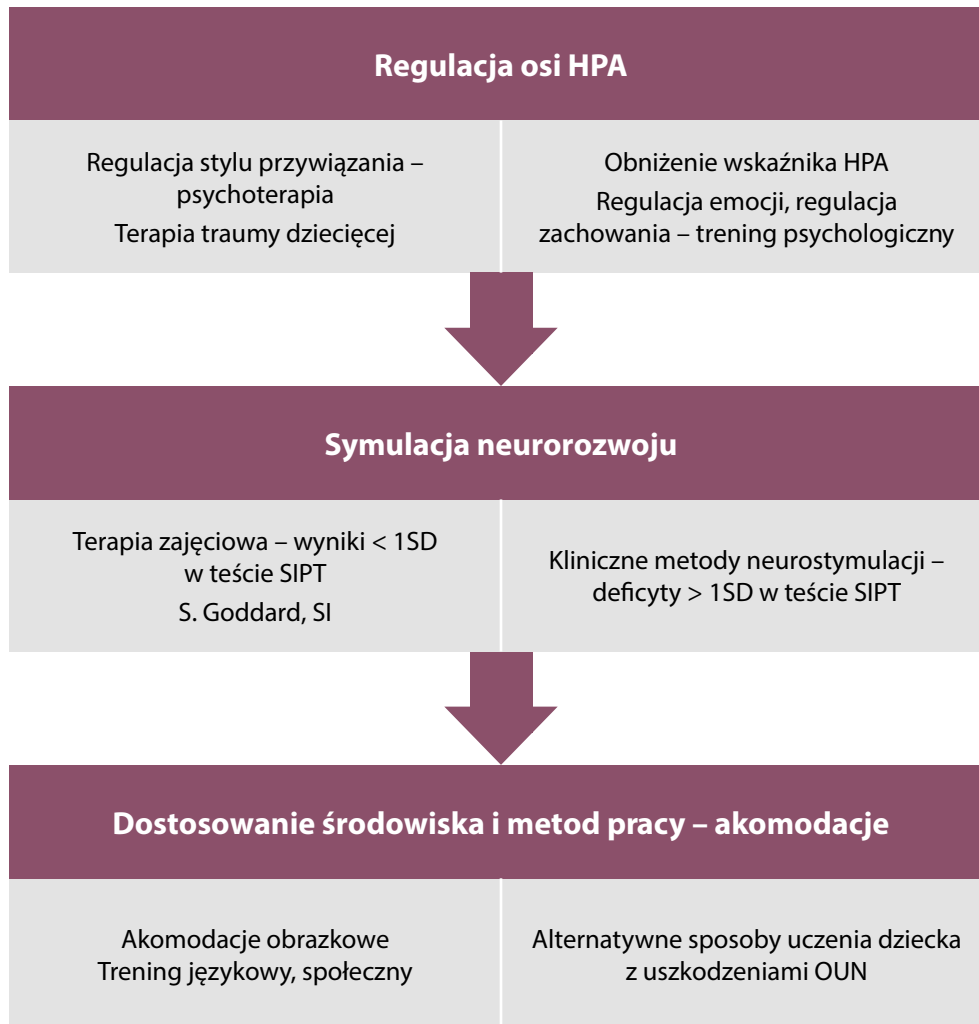 Regulacja osi HPA
Regulacja stylu przywiązania –
psychoterapia
Terapia traumy dziecięcej
Obniżenie wskaźnika HPA
Regulacja emocji, regulacja
zachowania – trening psychologiczny
Symulacja neurorozwoju
Terapia zajęciowa – wyniki < 1SD
w teście SIPT
S. Goddard, SI
Kliniczne metody neurostymulacji –
deficyty > 1SD w teście SIPT
Dostosowanie środowiska i metod pracy – akomodacje
Akomodacje obrazkowe
Trening językowy, społeczny
Alternatywne sposoby uczenia dziecka
z uszkodzeniami OUN